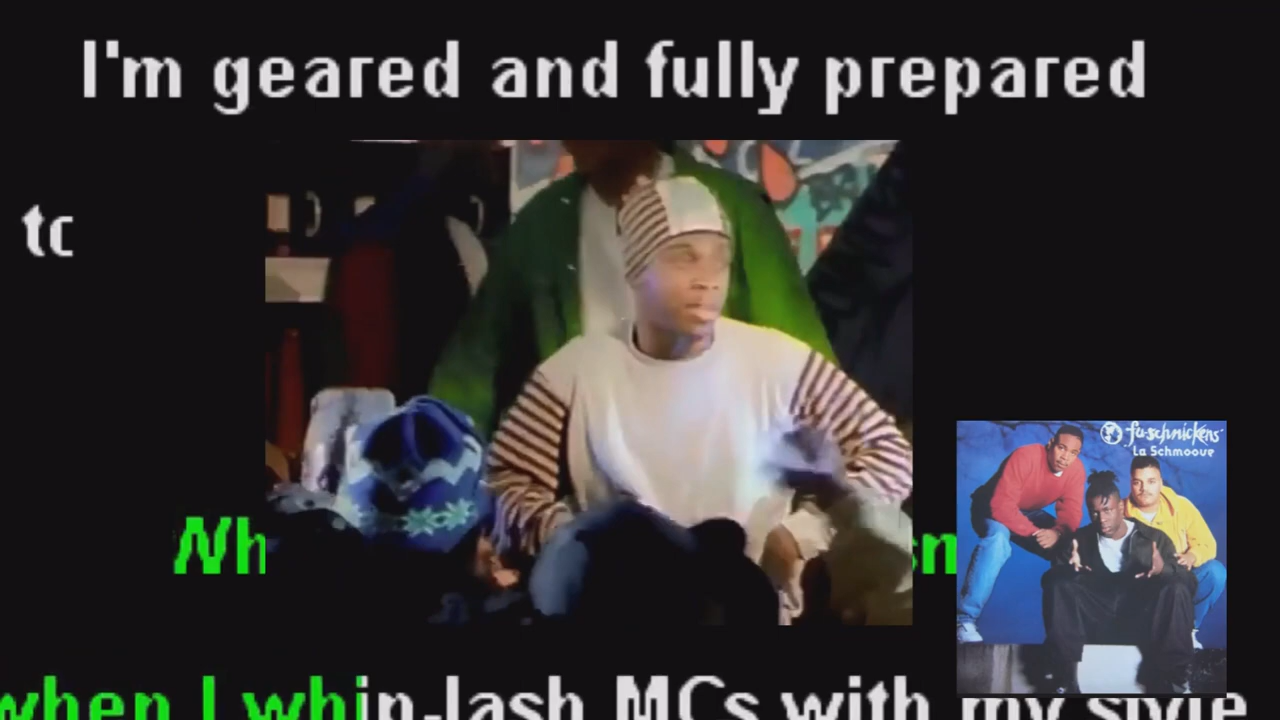 I'm geared and fully prepared
fu-schnickens
La Schmoove
when I whip-lash MCs with my style